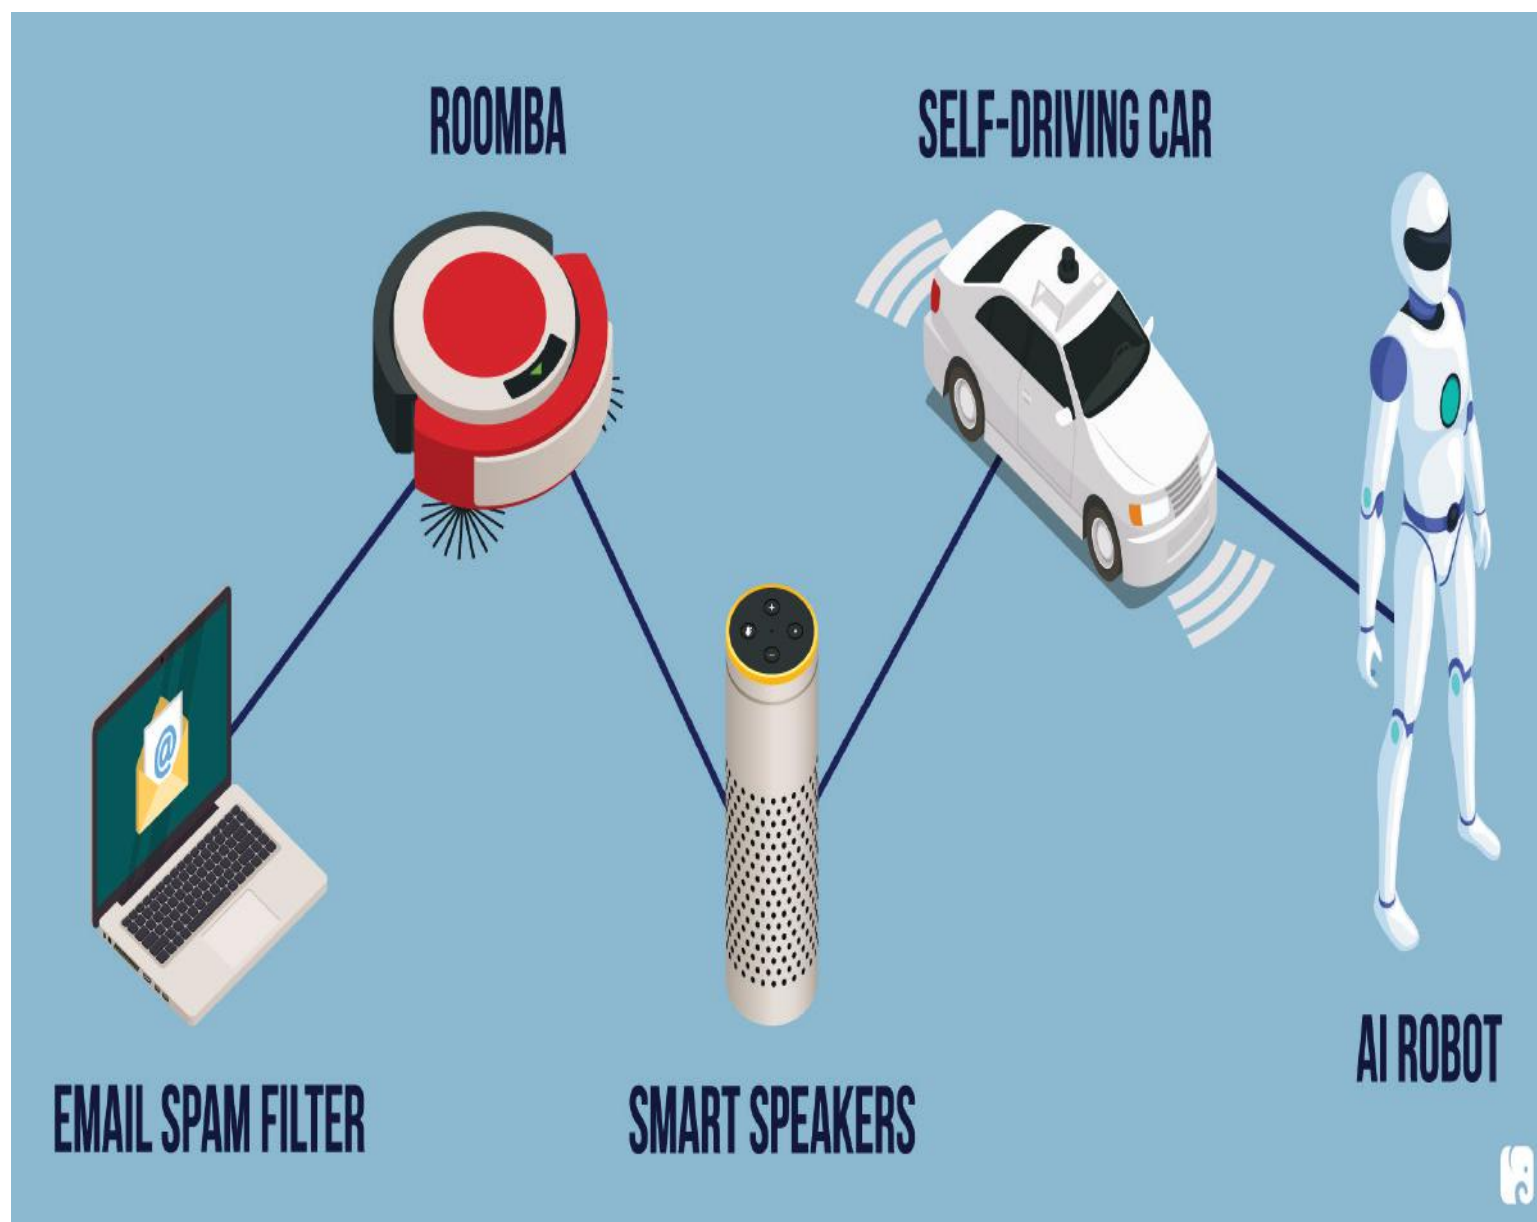 ROOMBA
SELF-DRIVING CAR
AI ROBOT
EMAIL SPAM FILTER
SMART SPEAKERS
@